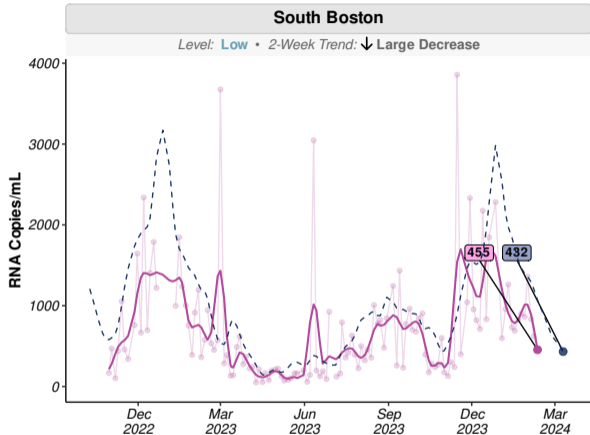 South Boston
Level: Low • 2-Week Trend: ↓ Large Decrease
RNA Copies/mL
4000
3000
2000
1000
0
455
432
Dec 2022
Mar 2023
Jun 2023
Sep 2023
Dec 2023
Mar 2024